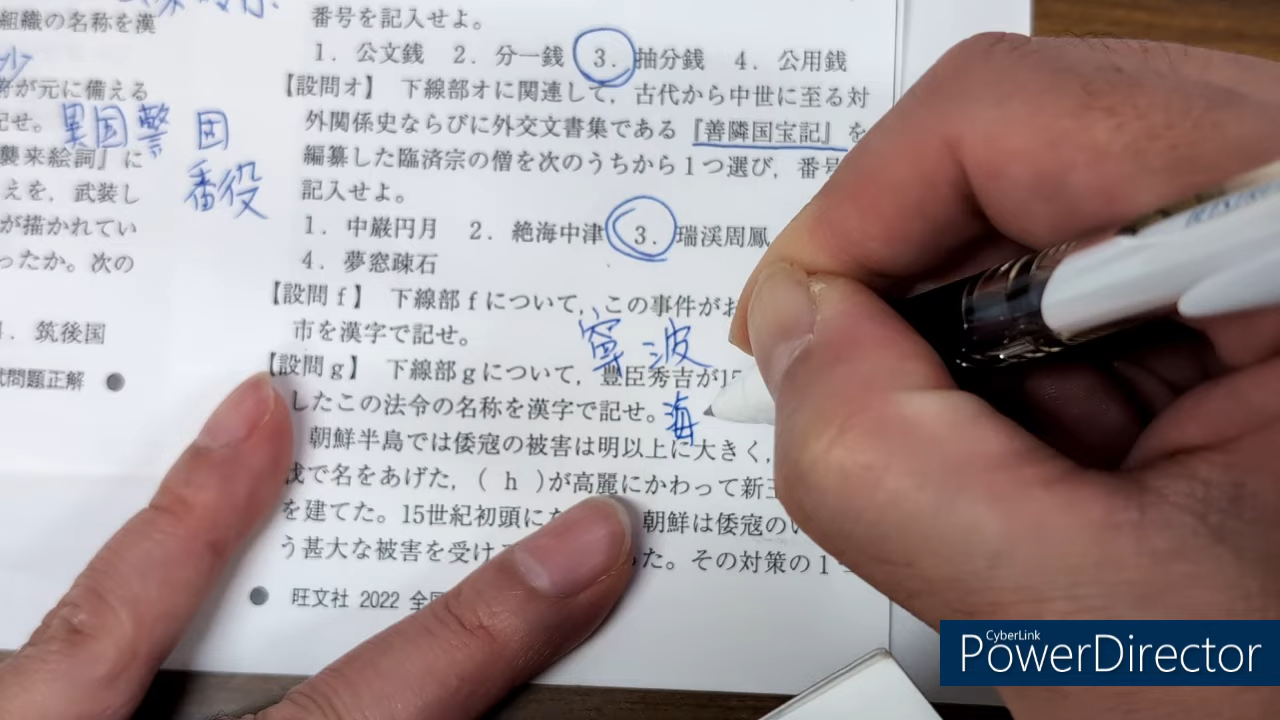 組織の名称を漢
が元に備える
記せ。異国警固
番役
襲来絵詞』に
えを，武装し
が描かれてい
ったか。次の
筑後国
試問題正解 ●
番号を記入せよ。
1．公文銭 2．分一銭 3．抽分銭 4．公用銭
【設問オ】 下線部オに関連して，古代から中世に至る対
外関係史ならびに外交文書集である『善隣国宝記』を
編纂した臨済宗の僧を次のうちから1つ選び，番号
記入せよ。
1．中巌円月 2．絶海中津 3．瑞渓周鳳
4．夢窓疎石
【設問f】 下線部fについて，この事件がお
市を漢字で記せ。 寧波
【設問g】 下線部gについて，豊臣秀吉が15
したこの法令の名称を漢字で記せ。海
朝鮮半島では倭寇の被害は明以上に大きく，
で名をあげた，( h )が高麗にかわって新王
を建てた。15世紀初頭に 朝鮮は倭寇の
う甚大な被害を受け た。その対策の1
● 旺文社 2022 全
CyberLink
PowerDirector